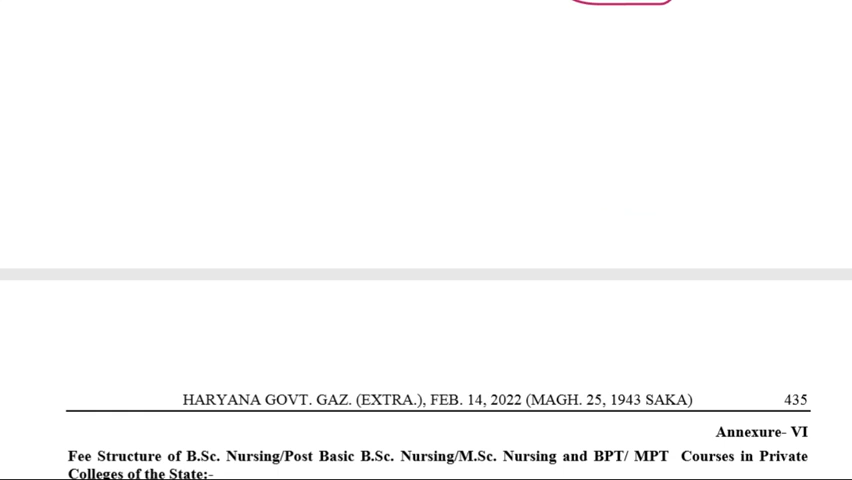 HARYANA GOVT. GAZ. (EXTRA.), FEB. 14, 2022 (MAGH. 25, 1943 SAKA) 435
Annexure- VI
Fee Structure of B.Sc. Nursing/Post Basic B.Sc. Nursing/M.Sc. Nursing and BPT/ MPT Courses in Private
Colleges of the State:-